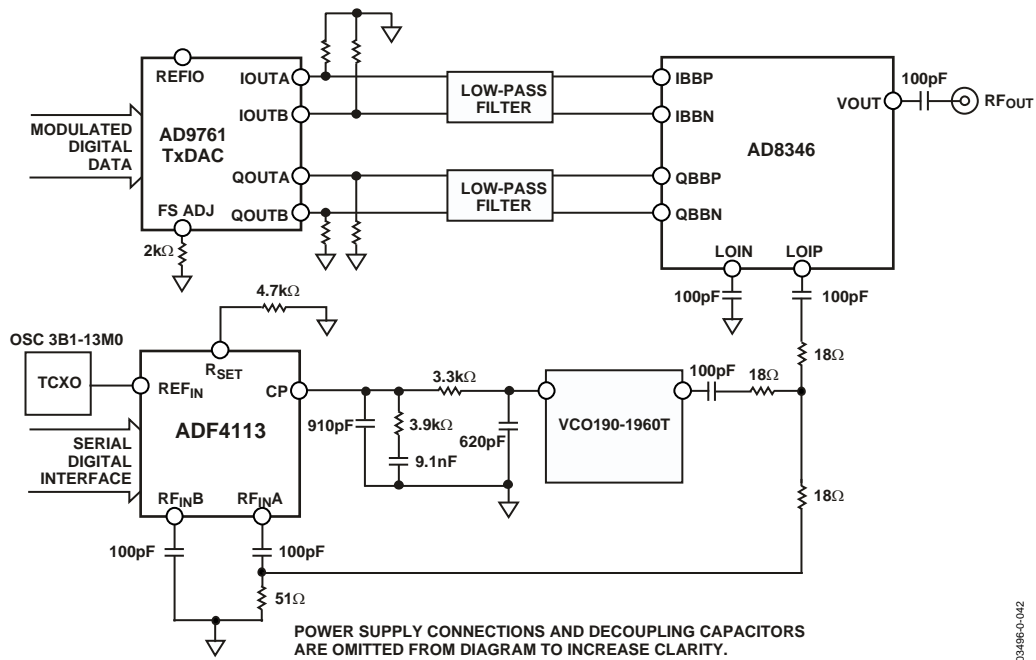 REFIO
IOUTA
IOUTB
LOW-PASS
FILTER
IBBP
IBBN
VOUT
100pF
RFOUT
MODULATED
DIGITAL
DATA
AD9761
TxDAC
AD8346
QOUTA
QOUTB
LOW-PASS
FILTER
QBBP
QBBN
FS ADJ
2kΩ
LOIN
LOIP
100pF
100pF
4.7kΩ
OSC 3B1-13M0
TCXO
RSET
REFIN
CP
ADF4113
SERIAL
DIGITAL
INTERFACE
RFINB
RFINA
910pF
3.9kΩ
9.1nF
3.3kΩ
620pF
VCO190-1960T
100pF
18Ω
18Ω
18Ω
100pF
100pF
51Ω
POWER SUPPLY CONNECTIONS AND DECOUPLING CAPACITORS
ARE OMITTED FROM DIAGRAM TO INCREASE CLARITY.
03496-0-042